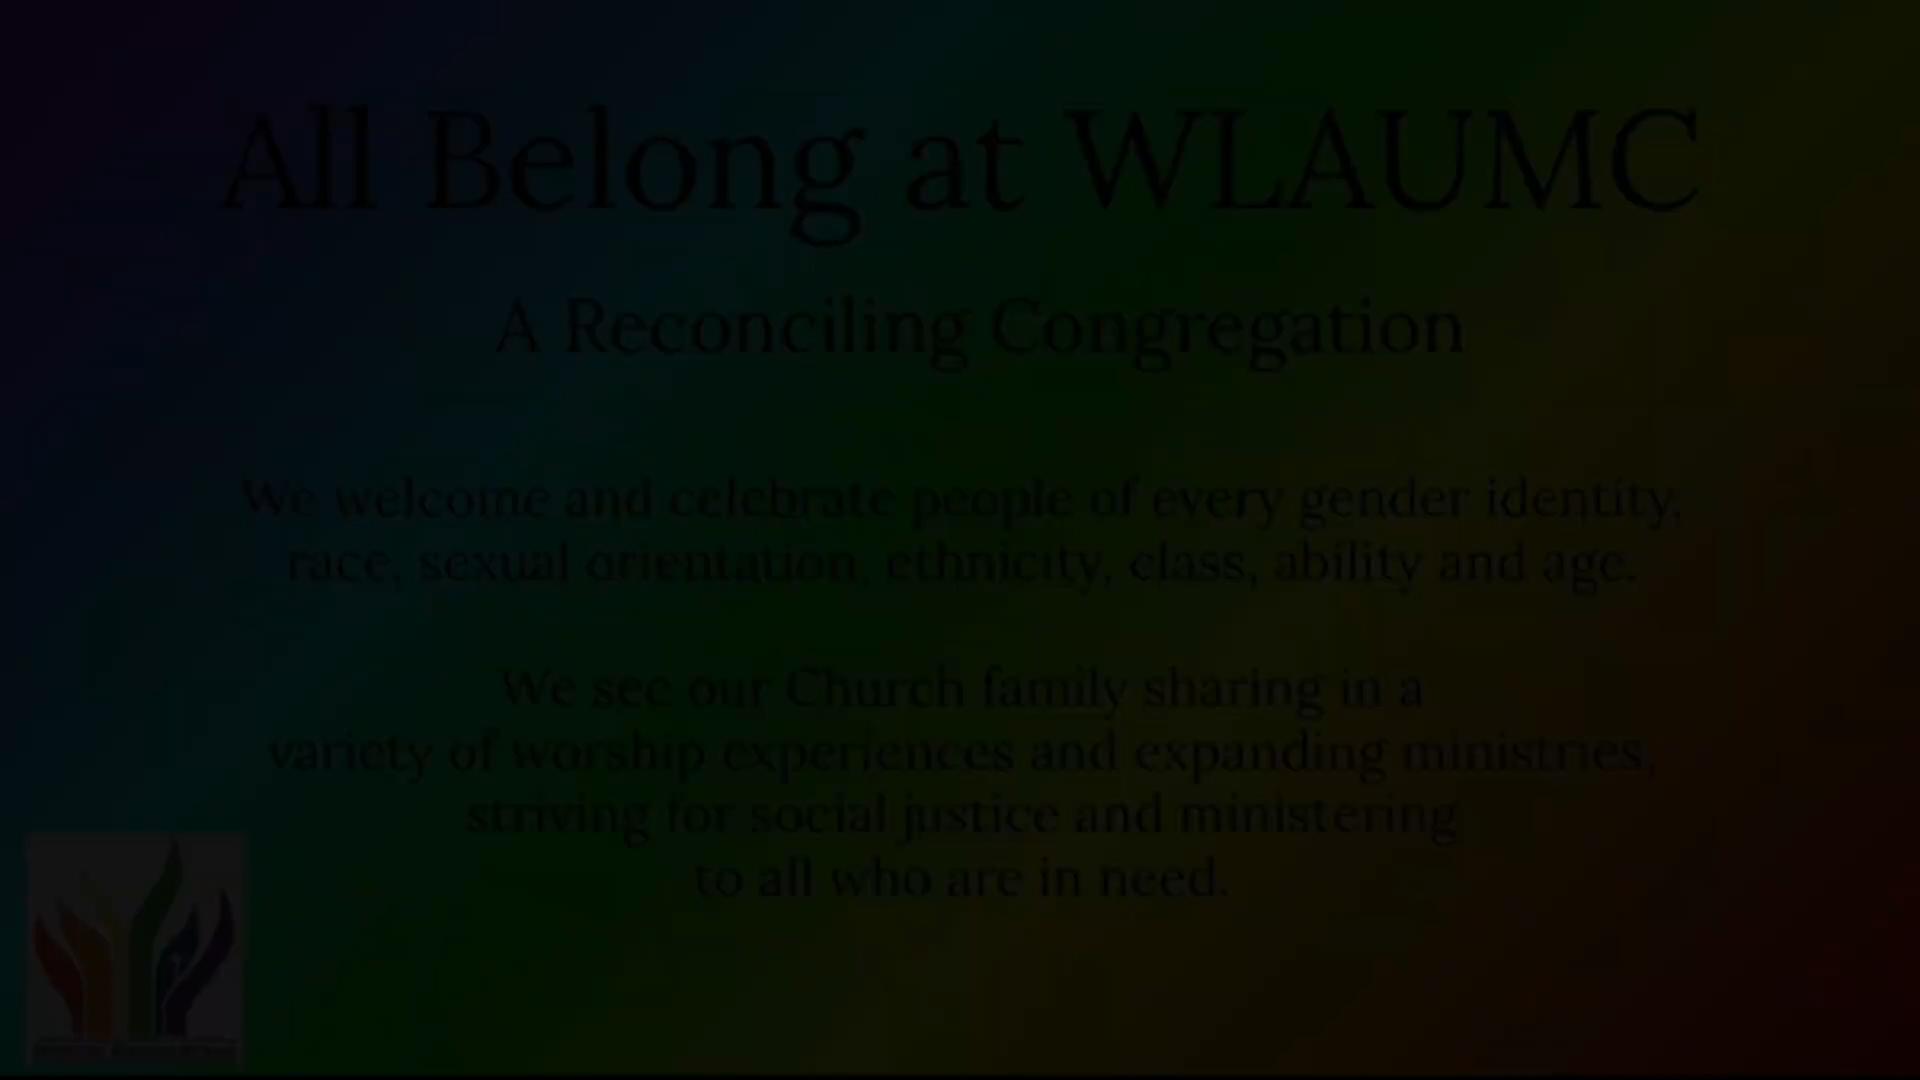 All Belong at WLAUMC
A Reconciling Congregation
We welcome and celebrate people of every gender identity,
race, sexual orientation, ethnicity, class, ability and age.
We see our Church family sharing in a
variety of worship experiences and expanding ministries,
striving for social justice and ministering
to all who are in need.